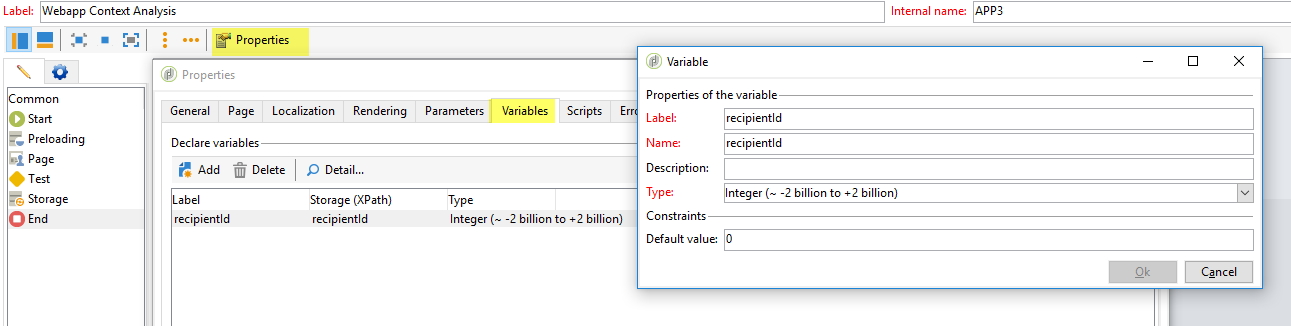 Label: Webapp Context Analysis Internal name: APP3
Properties
Properties
Variable
General Page Localization Rendering Parameters Variables Scripts Erro
Properties of the variable
Label: recipientId
Name: recipientId
Description:
Type: Integer (~ -2 billion to +2 billion)
Constraints
Default value: 0
Ok Cancel
Declare variables
Add Delete Detail...
Label Storage (XPath) Type
recipientId recipientId Integer (~ -2 billion to +2 billion)
Common
Start
Preloading
Page
Test
Storage
End